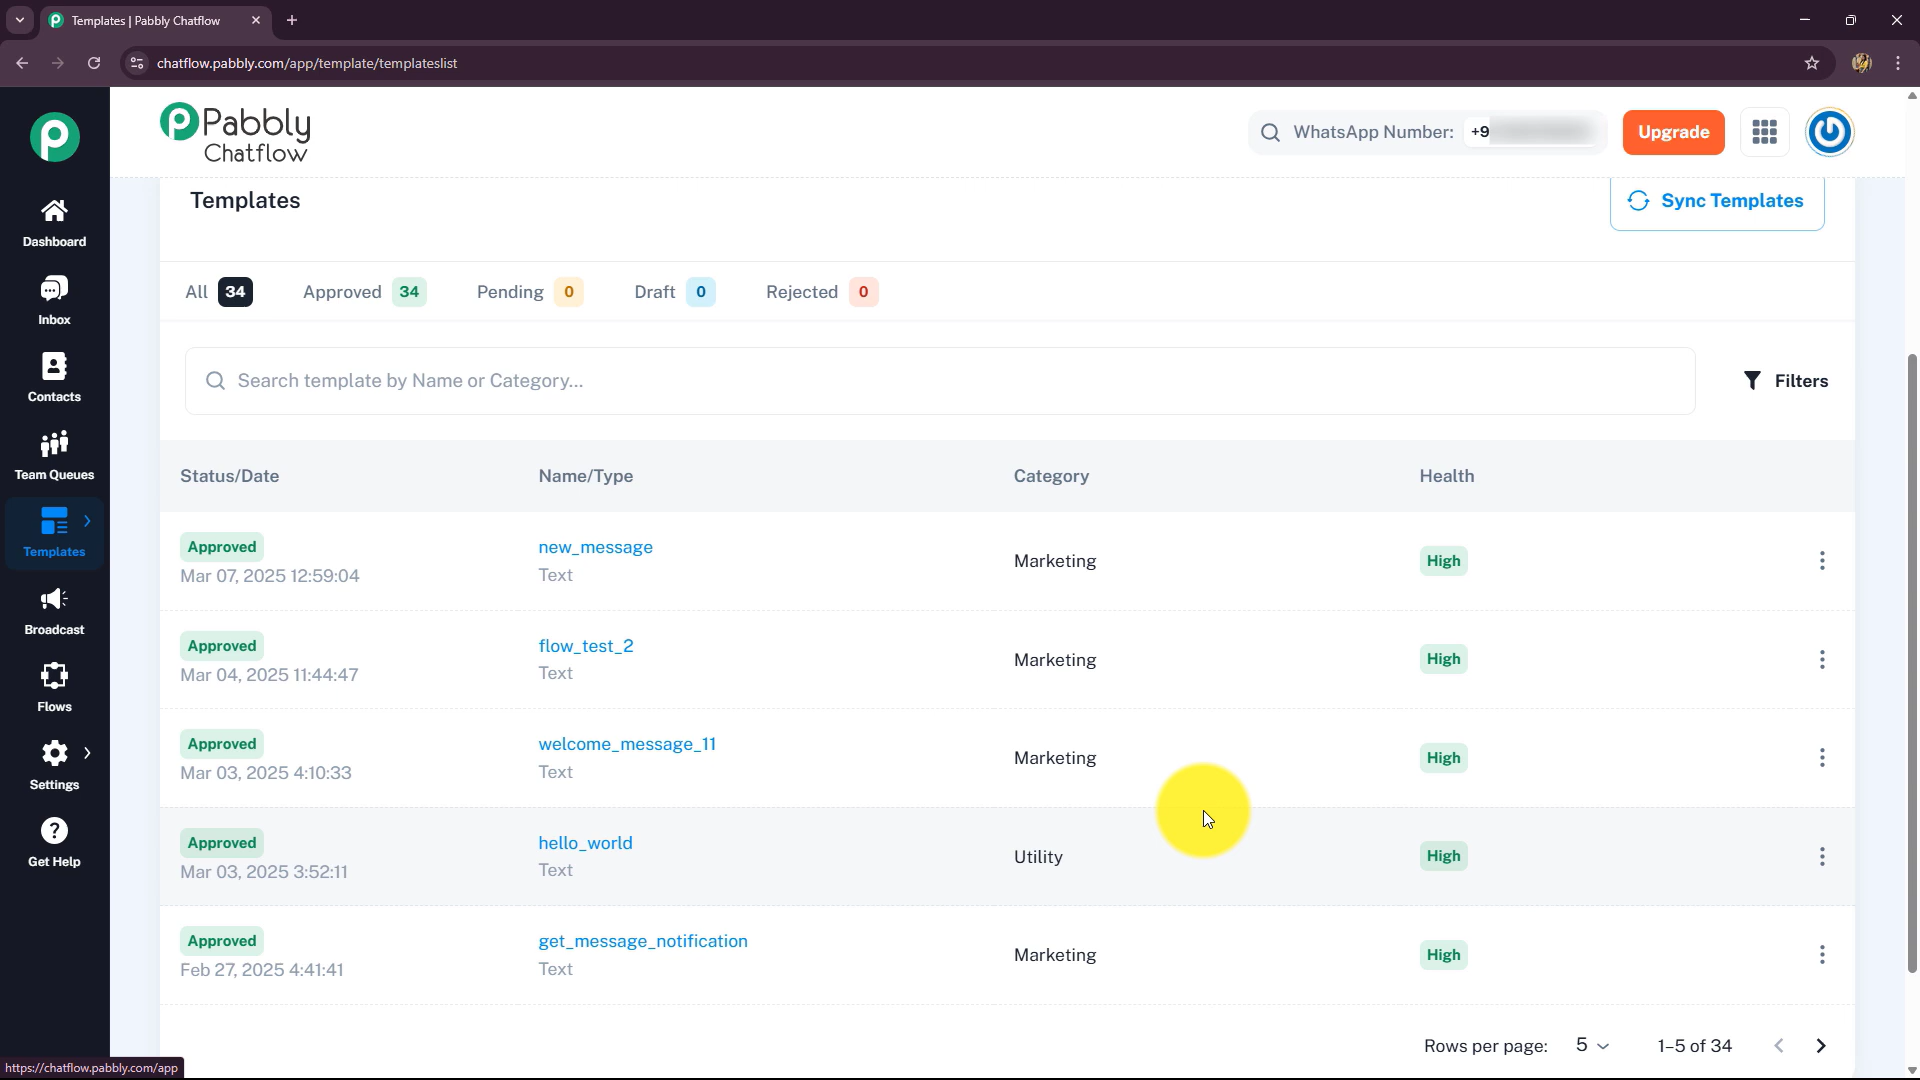 Templates | Pabbly Chatflow
chatflow.pabbly.com/app/template/templateslist
Pabbly
Chatflow
WhatsApp Number: +9
Upgrade
Dashboard
Inbox
Contacts
Team Queues
Templates
Broadcast
Flows
Settings
Get Help
Templates
Sync Templates
All 34 Approved 34 Pending 0 Draft 0 Rejected 0
Search template by Name or Category...
Filters
Status/Date Name/Type Category Health
Approved new_message Marketing High
Mar 07, 2025 12:59:04 Text
Approved flow_test_2 Marketing High
Mar 04, 2025 11:44:47 Text
Approved welcome_message_11 Marketing High
Mar 03, 2025 4:10:33 Text
Approved hello_world Utility High
Mar 03, 2025 3:52:11 Text
Approved get_message_notification Marketing High
Feb 27, 2025 4:41:41 Text
Rows per page: 5 1–5 of 34
https://chatflow.pabbly.com/app